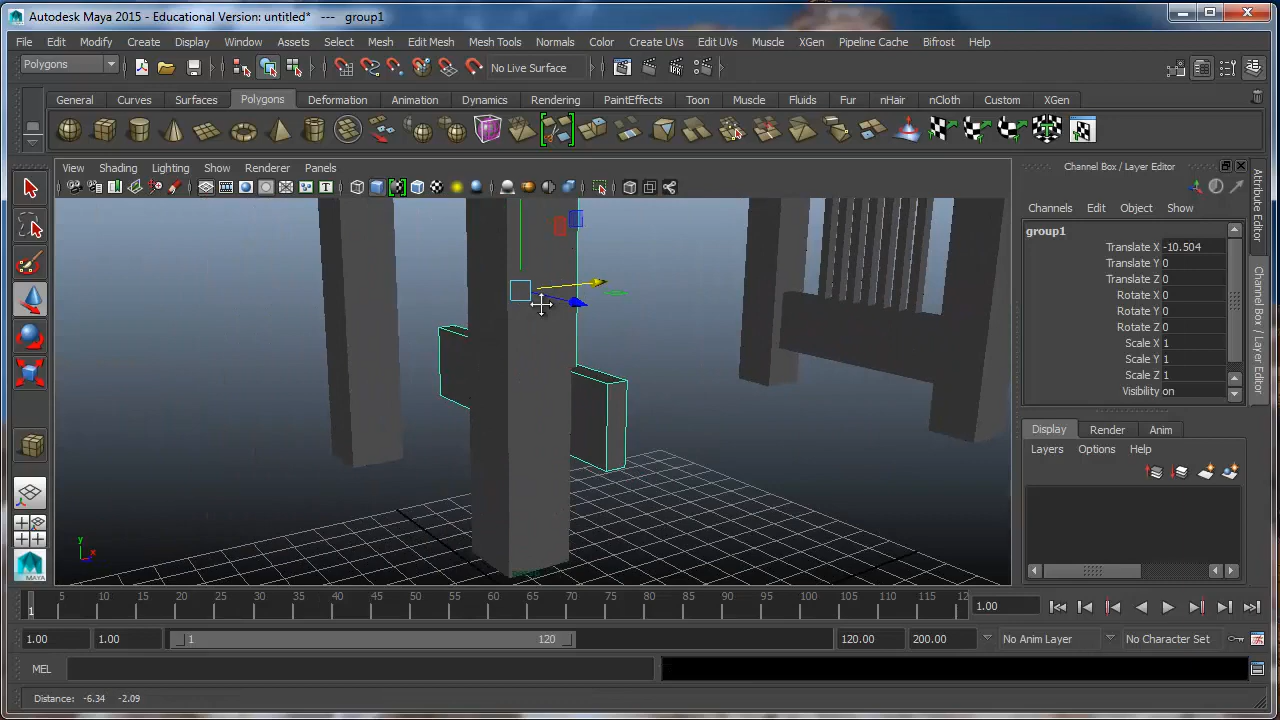 Autodesk Maya 2015 - Educational Version: untitled* --- group1
File Edit Modify Create Display Window Assets Select Mesh Edit Mesh Mesh Tools Normals Color Create UVs Edit UVs Muscle XGen Pipeline Cache Bifrost Help
Polygons No Live Surface
General Curves Surfaces Polygons Deformation Animation Dynamics Rendering PaintEffects Toon Muscle Fluids Fur nHair nCloth Custom XGen
View Shading Lighting Show Renderer Panels
Channel Box / Layer Editor
Channels Edit Object Show
group1
Translate X -10.504
Translate Y 0
Translate Z 0
Rotate X 0
Rotate Y 0
Rotate Z 0
Scale X 1
Scale Y 1
Scale Z 1
Visibility on
Attribute Editor
Channel Box / Layer Editor
Display Render Anim
Layers Options Help
y
x
MAYA
1 5 10 15 20 25 30 35 40 45 50 55 60 65 70 75 80 85 90 95 100 105 110 115 12
1.00
1.00 1.00 1 120 120.00 200.00 No Anim Layer No Character Set
MEL
Distance: -6.34 -2.09